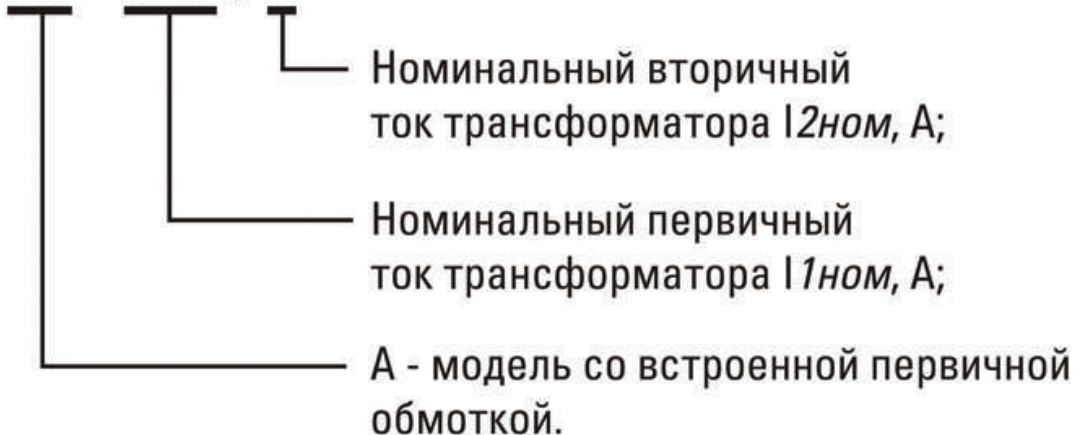 Номинальный вторичный
ток трансформатора I2ном, А;
Номинальный первичный
ток трансформатора I1ном, А;
А - модель со встроенной первичной
обмоткой.